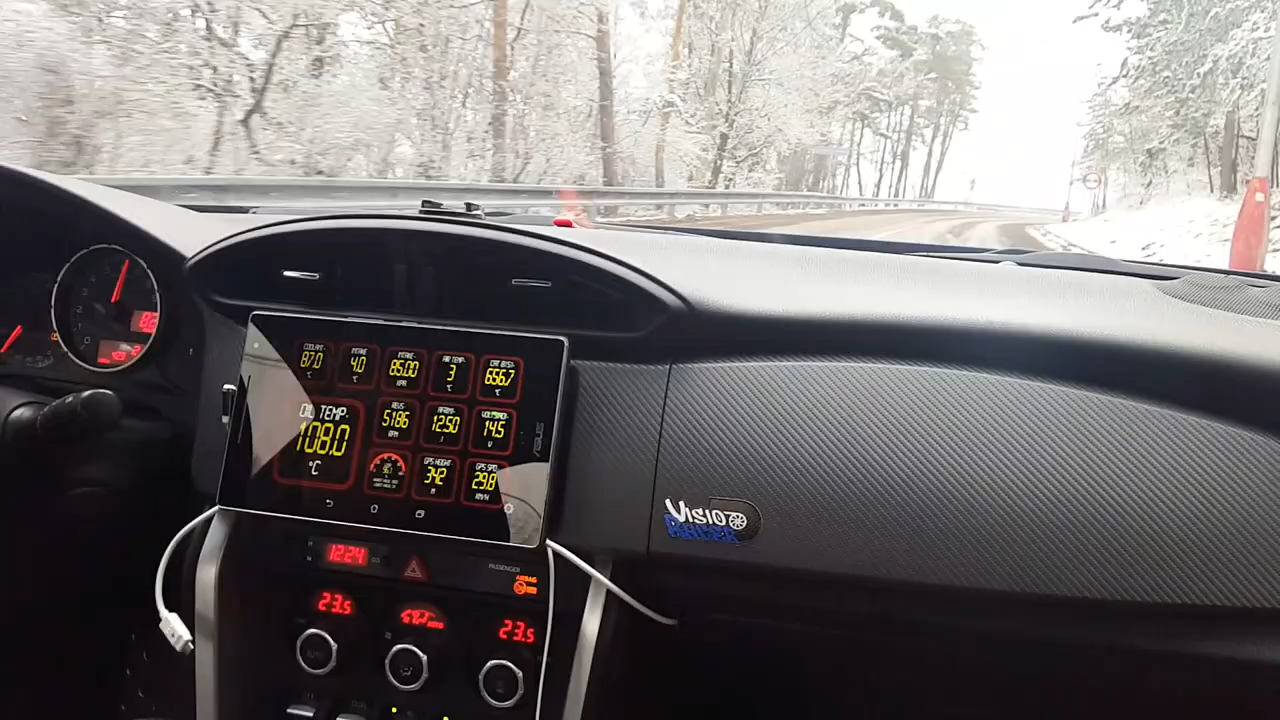 COOLANT-
87.0
°C
INTAKE
4.0
°C
INTAKE-
85.00
KPA
AIR TEMP-
3
°C
CAT B1S1-
656.7
°C
OIL TEMP-
108.0
°C
REVS-
5186
RPM
12.50
14.5
V
GPS HEIGHT
342
M
GPS SPD
29.8
KM/H
ASUS
VISIO
RACER
12:24
PASSENGER
AIRBAG
23.5
AUTO
23.5